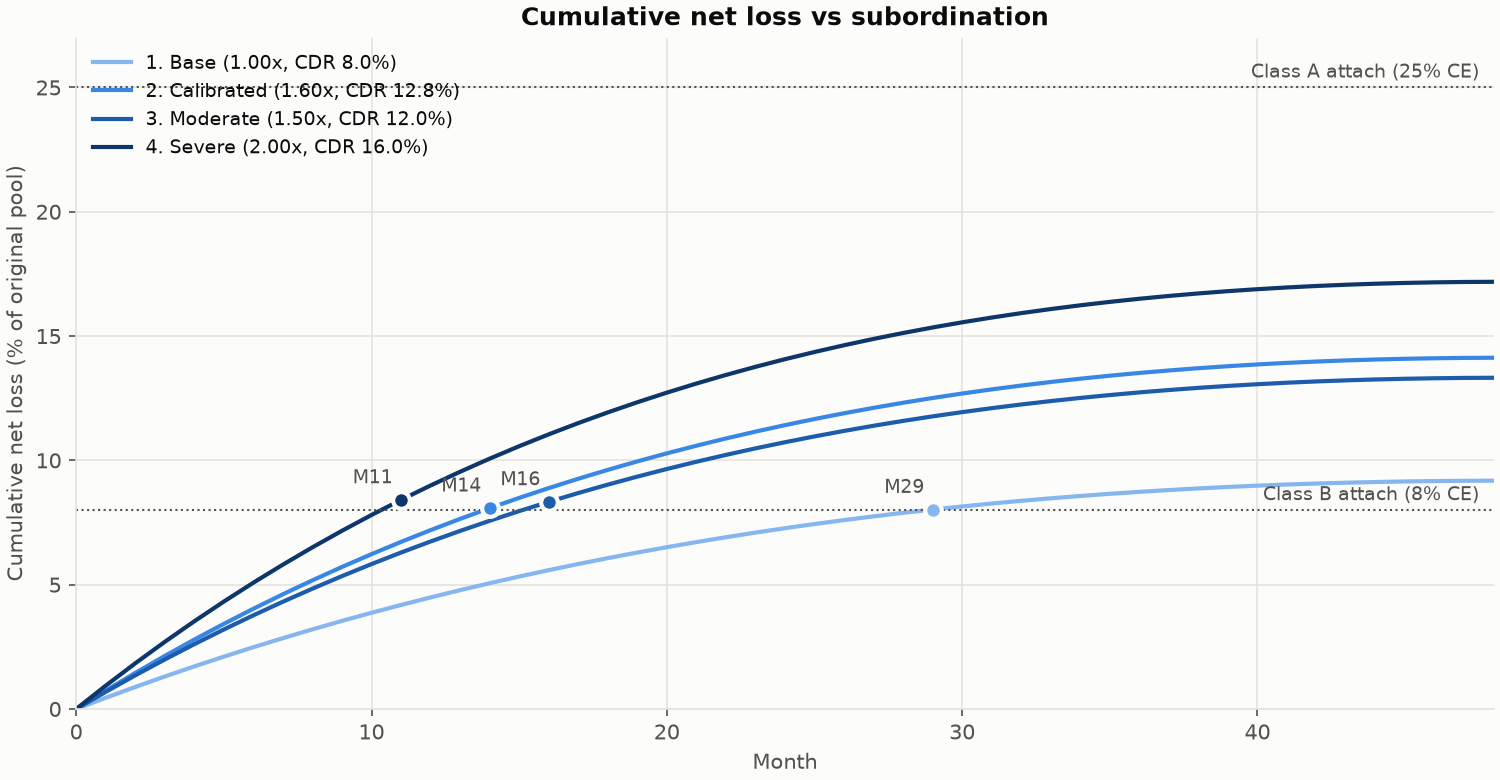 Cumulative net loss vs subordination
1. Base (1.00x, CDR 8.0%)
2. Calibrated (1.60x, CDR 12.8%)
3. Moderate (1.50x, CDR 12.0%)
4. Severe (2.00x, CDR 16.0%)
Class A attach (25% CE)
Class B attach (8% CE)
M11
M14
M16
M29
Cumulative net loss (% of original pool)
25
20
15
10
5
0
0
10
20
30
40
Month